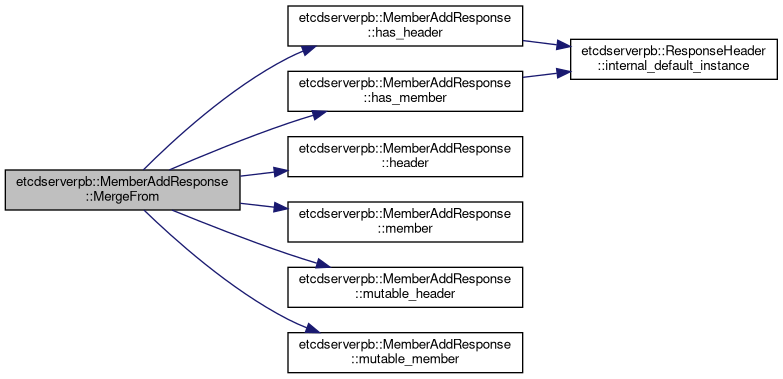 etcdserverpb::MemberAddResponse
::MergeFrom
etcdserverpb::MemberAddResponse
::has_header
etcdserverpb::ResponseHeader
::internal_default_instance
etcdserverpb::MemberAddResponse
::has_member
etcdserverpb::MemberAddResponse
::header
etcdserverpb::MemberAddResponse
::member
etcdserverpb::MemberAddResponse
::mutable_header
etcdserverpb::MemberAddResponse
::mutable_member